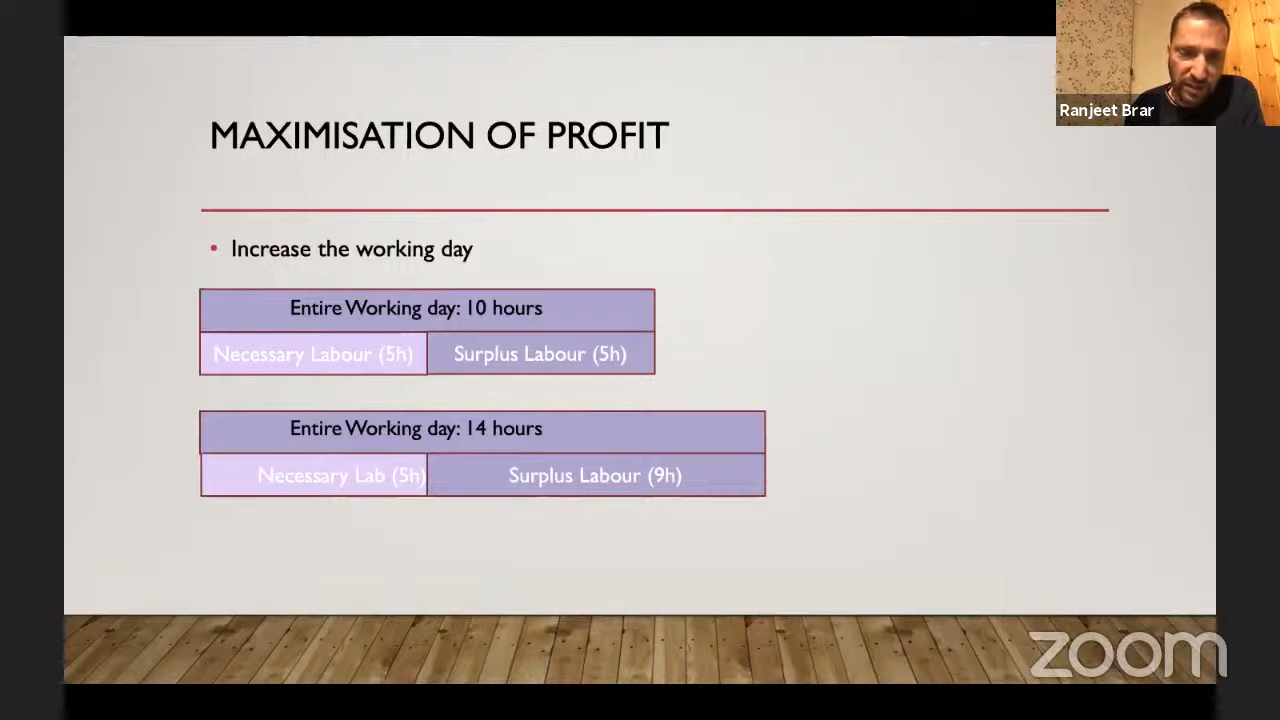 MAXIMISATION OF PROFIT
Ranjeet Brar
• Increase the working day
Entire Working day: 10 hours
Necessary Labour (5h) Surplus Labour (5h)
Entire Working day: 14 hours
Necessary Lab (5h) Surplus Labour (9h)
zoom